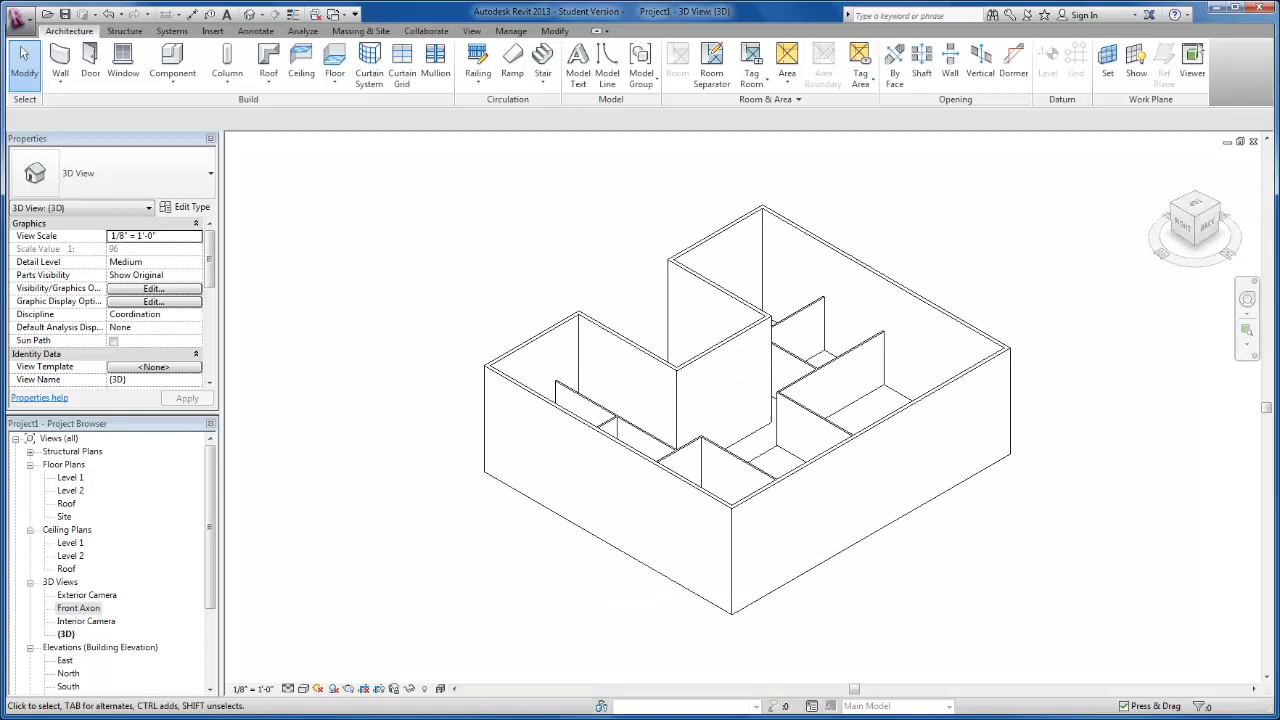 Autodesk Revit 2013 - Student Version - Project1 - 3D View: {3D}
Type a keyword or phrase
Sign In
Architecture Structure Systems Insert Annotate Analyze Massing & Site Collaborate View Manage Modify
Modify Wall Door Window Component Column Roof Ceiling Floor Curtain System Curtain Grid Mullion Railing Ramp Stair Model Text Model Line Model Group Room Room Separator Tag Room Area Area Boundary Tag Area By Face Shaft Wall Vertical Dormer Level Grid Set Show Ref Plane Viewer
Select Build Circulation Model Room & Area Opening Datum Work Plane
Properties
3D View
3D View: {3D} Edit Type
Graphics
View Scale 1/8" = 1'-0"
Scale Value 1: 96
Detail Level Medium
Parts Visibility Show Original
Visibility/Graphics O... Edit...
Graphic Display Opti... Edit...
Discipline Coordination
Default Analysis Disp... None
Sun Path
Identity Data
View Template <None>
View Name {3D}
Properties help Apply
Project1 - Project Browser
Views (all)
Structural Plans
Floor Plans
Level 1
Level 2
Roof
Site
Ceiling Plans
Level 1
Level 2
Roof
3D Views
Exterior Camera
Front Axon
Interior Camera
{3D}
Elevations (Building Elevation)
East
North
South
RIGHT BACK
1/8" = 1'-0"
Click to select, TAB for alternates, CTRL adds, SHIFT unselects.
:0 Main Model Press & Drag :0